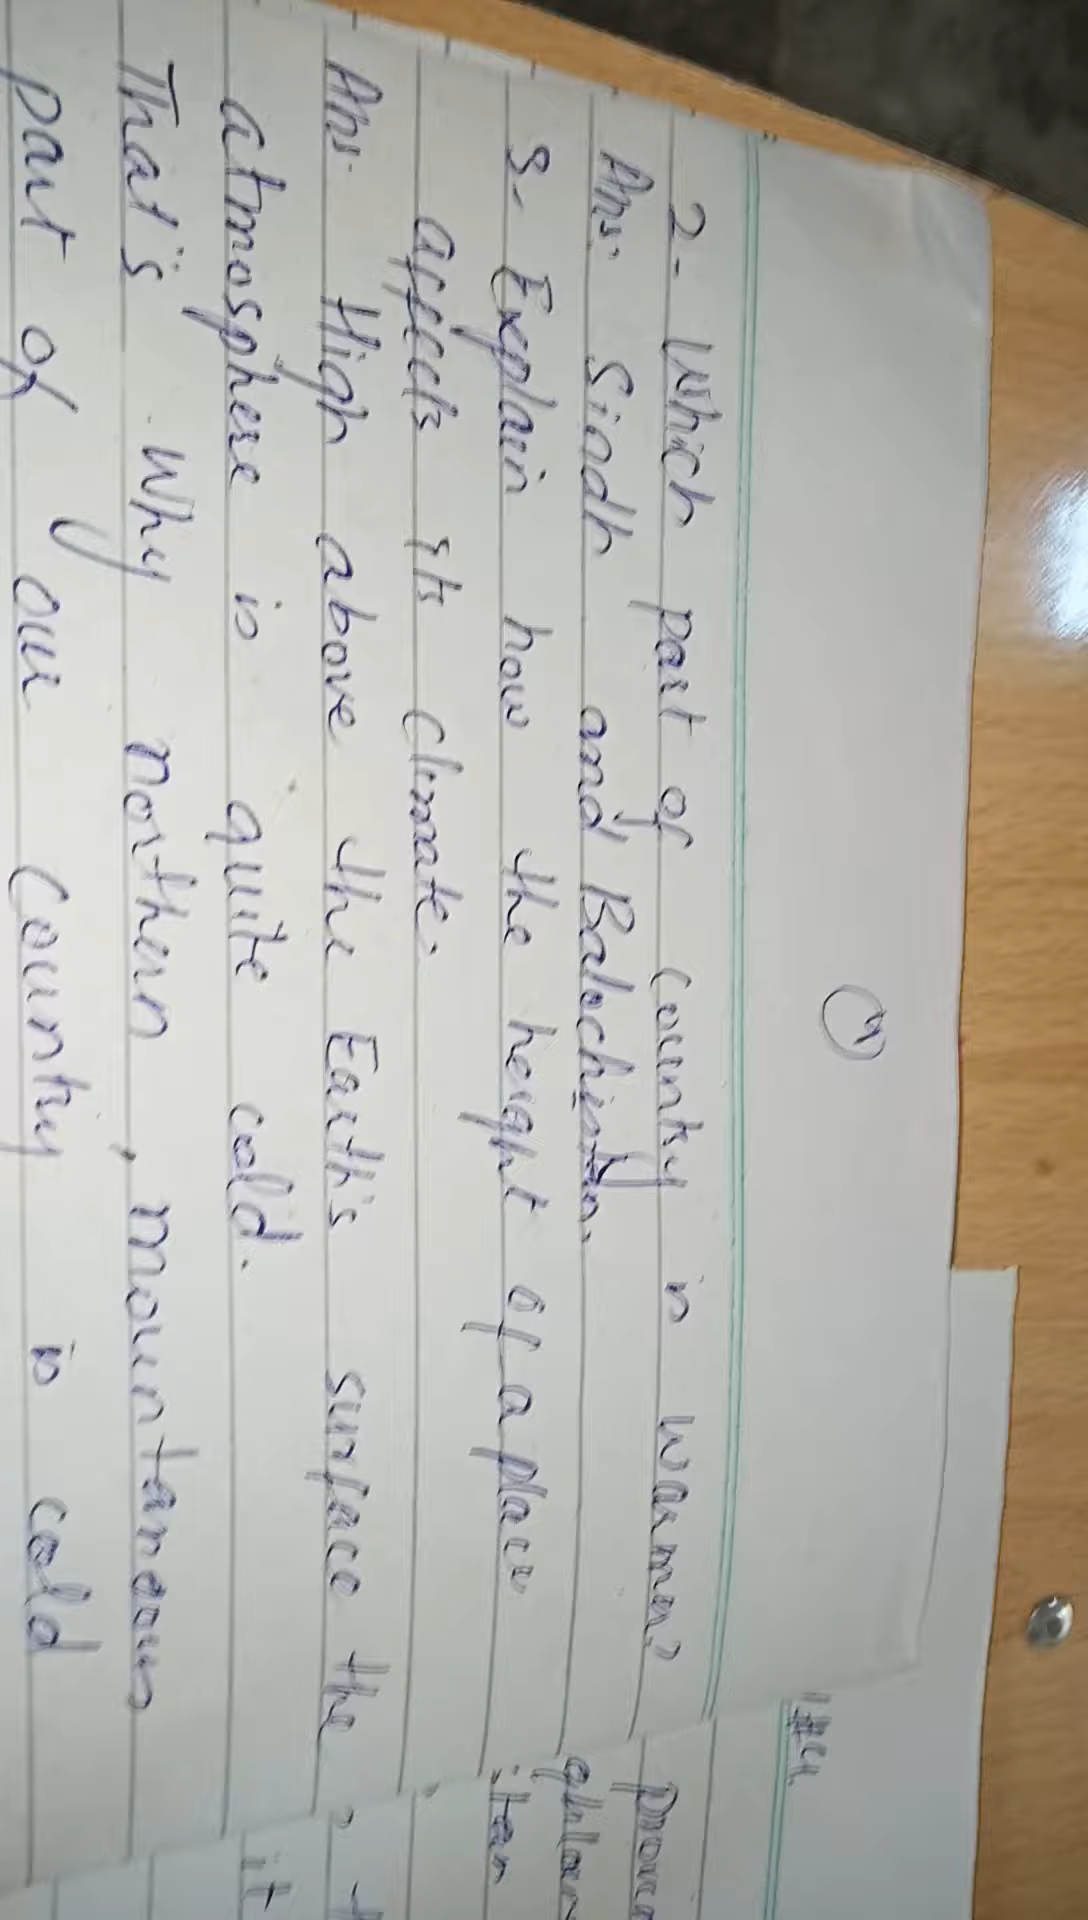 2- Which part of country is warmer?
Ans. Sindh and Balochistan.
3- Explain how the height of a place
affects its climate.
Ans. High above the Earth's surface the
atmosphere is quite cold.
That's Why northern, mountanaous
part of our country is cold